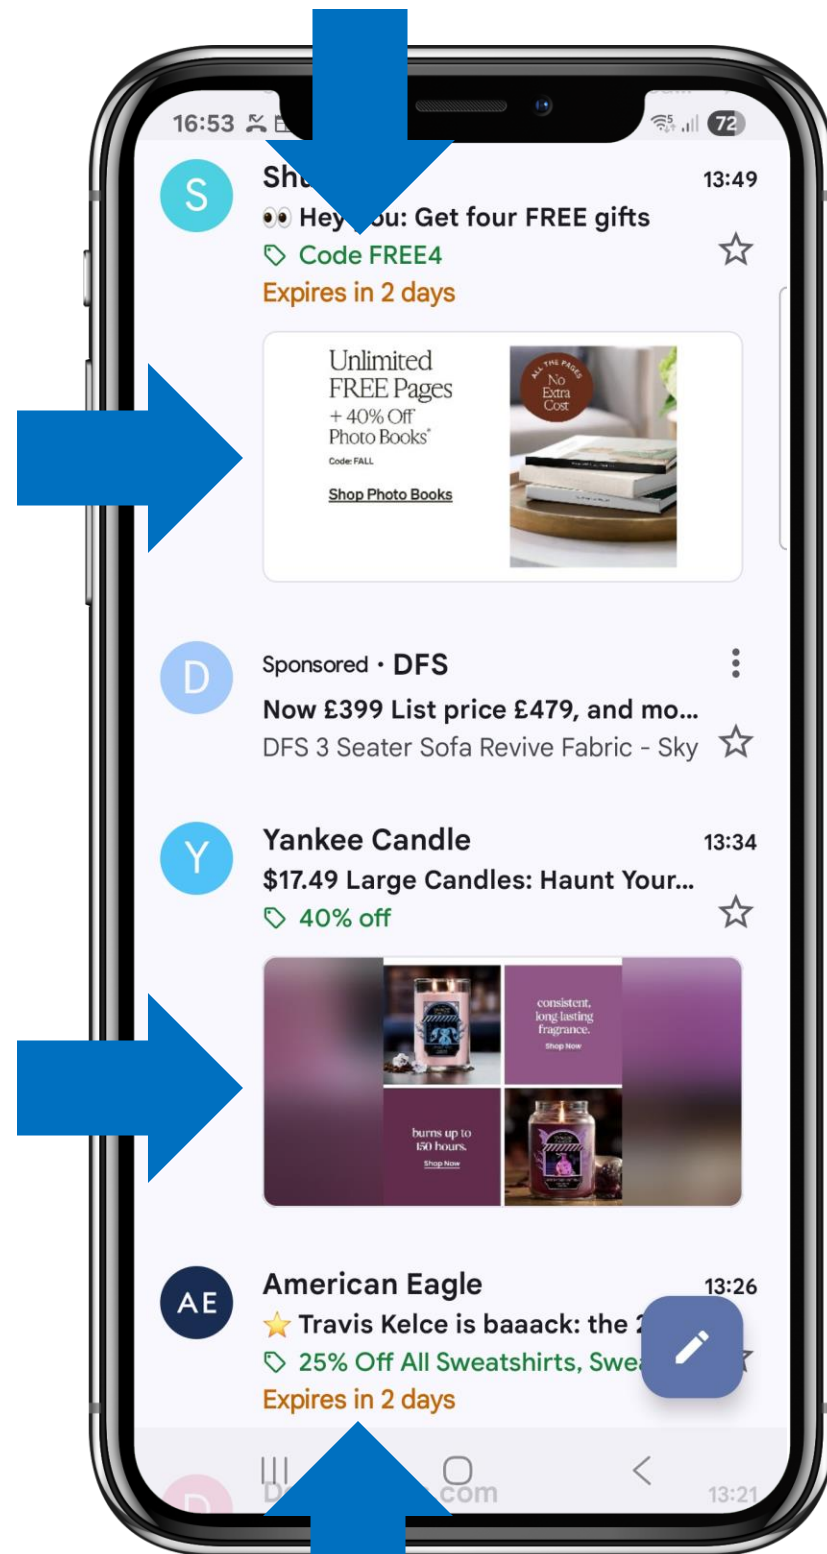 16:53
72
S
13:49
👀 Hey you: Get four FREE gifts
Code FREE4
Expires in 2 days
Unlimited
FREE Pages
+ 40% Off
Photo Books*
Code: FALL
Shop Photo Books
ALL THE PAGES
No
Extra
Cost
D
Sponsored · DFS
Now £399 List price £479, and mo...
DFS 3 Seater Sofa Revive Fabric - Sky
Y
Yankee Candle
13:34
$17.49 Large Candles: Haunt Your...
40% off
consistent,
long-lasting
fragrance.
Shop Now
burns up to
150 hours.
Shop Now
AE
American Eagle
13:26
⭐ Travis Kelce is baaack: the
25% Off All Sweatshirts,
Expires in 2 days
D
13:21